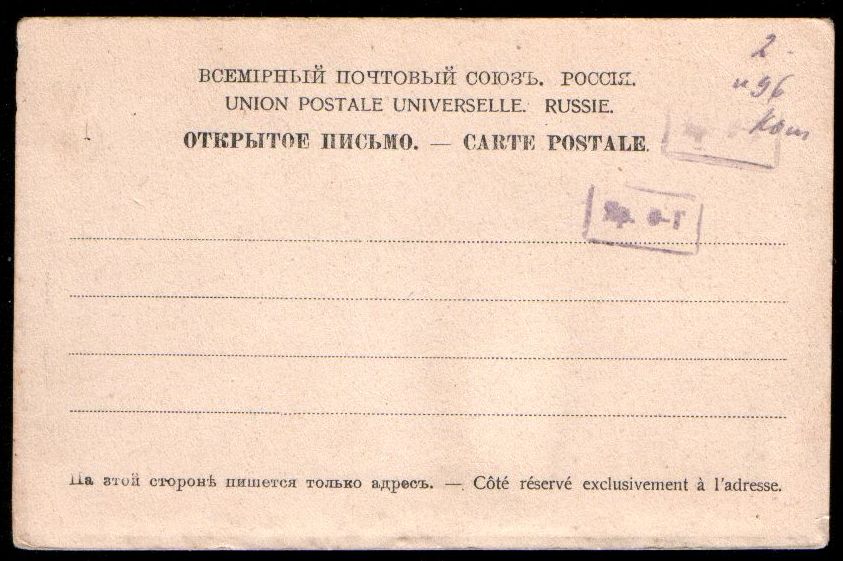 2 -
96
ВСЕМІРНЫЙ ПОЧТОВЫЙ СОЮЗЪ. РОССІЯ.
UNION POSTALE UNIVERSELLE. RUSSIE.
ОТКРЫТОЕ ПИСЬМО. — CARTE POSTALE.
На этой сторонѣ пишется только адресъ. — Côté réservé exclusivement à l'adresse.